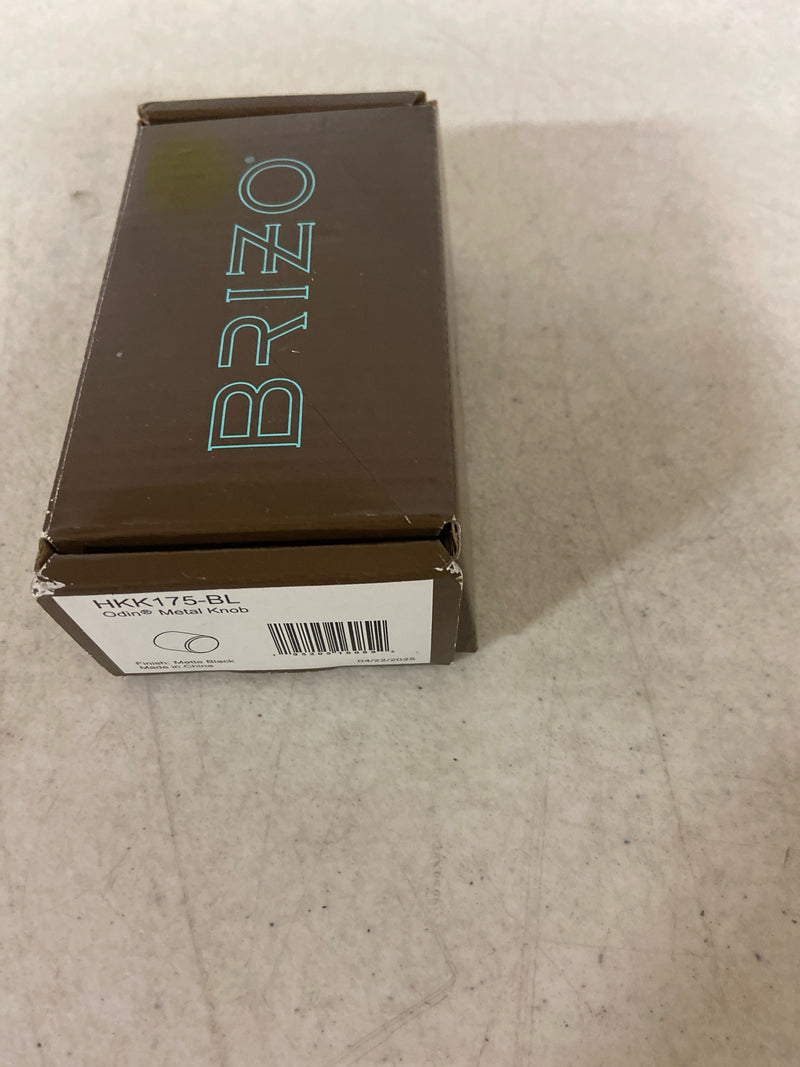 BRIZO®
HKK175-BL
Odin® Metal Knob
Finish: Matte Black
Made in China
04/22/2025